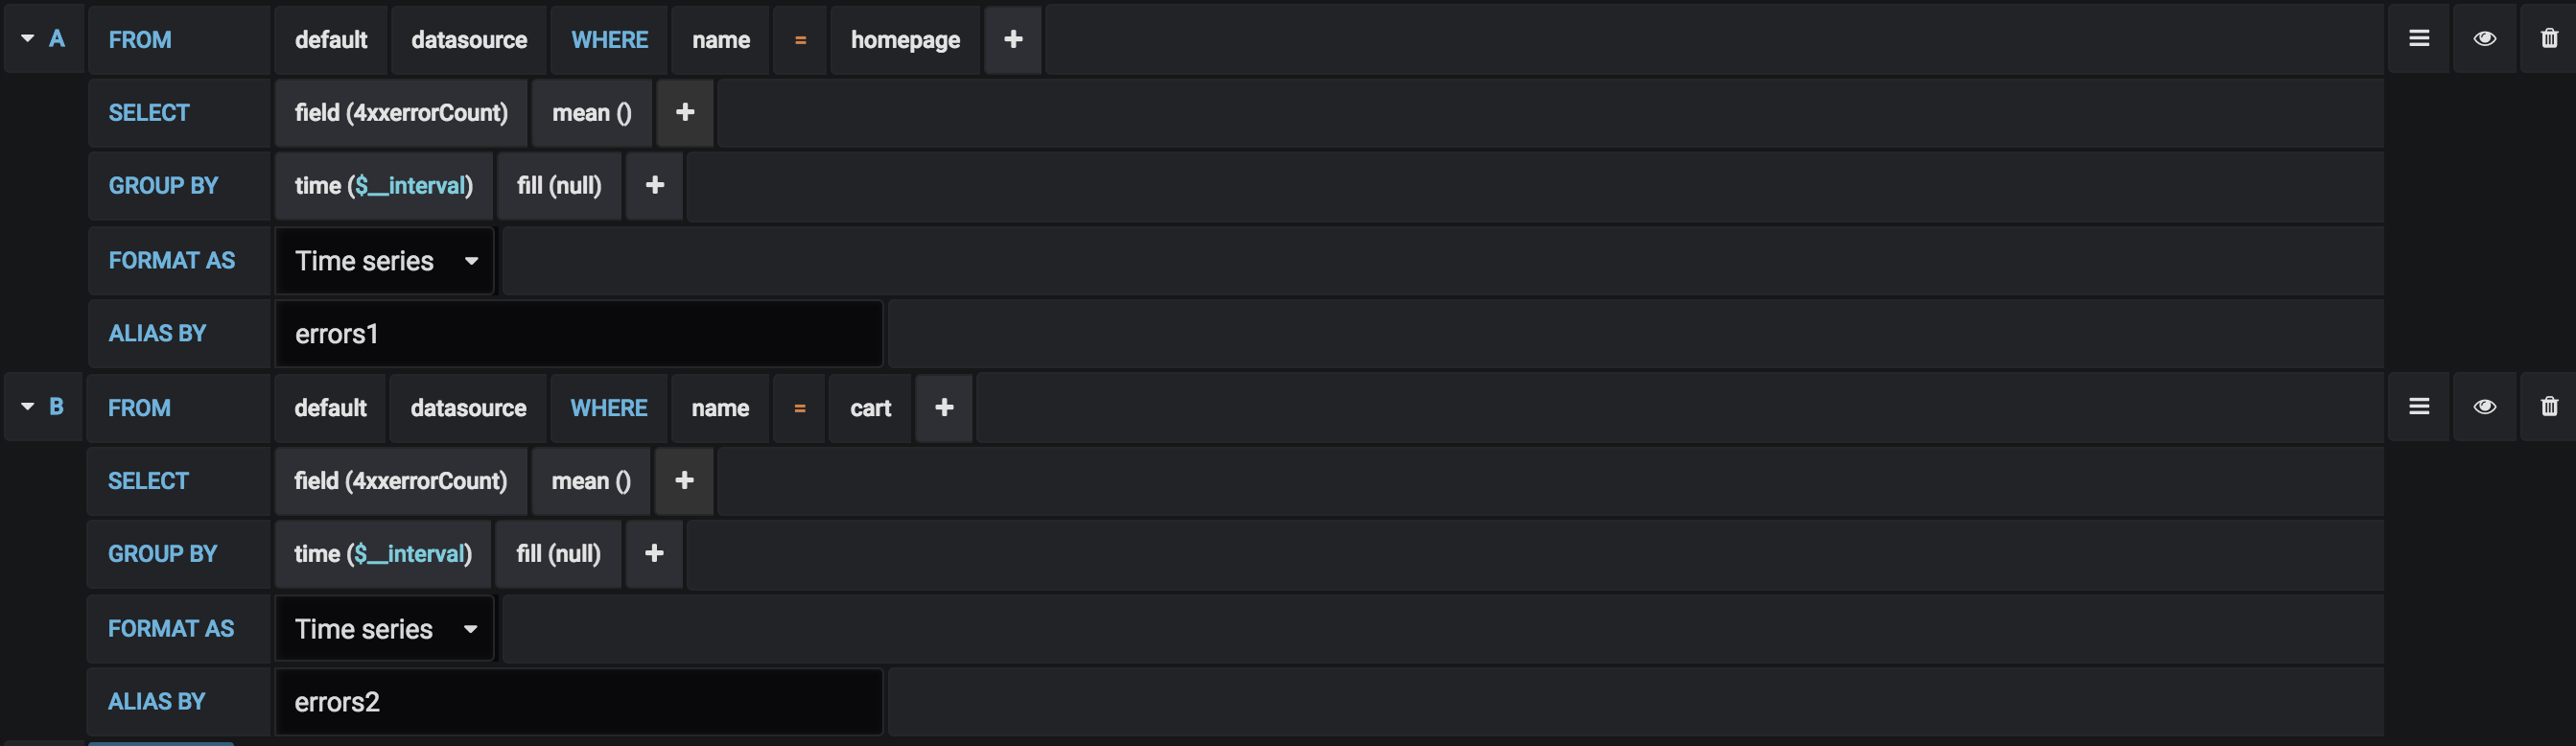 A FROM default datasource WHERE name = homepage +
SELECT field (4xxerrorCount) mean () +
GROUP BY time ($__interval) fill (null) +
FORMAT AS Time series
ALIAS BY errors1
B FROM default datasource WHERE name = cart +
SELECT field (4xxerrorCount) mean () +
GROUP BY time ($__interval) fill (null) +
FORMAT AS Time series
ALIAS BY errors2